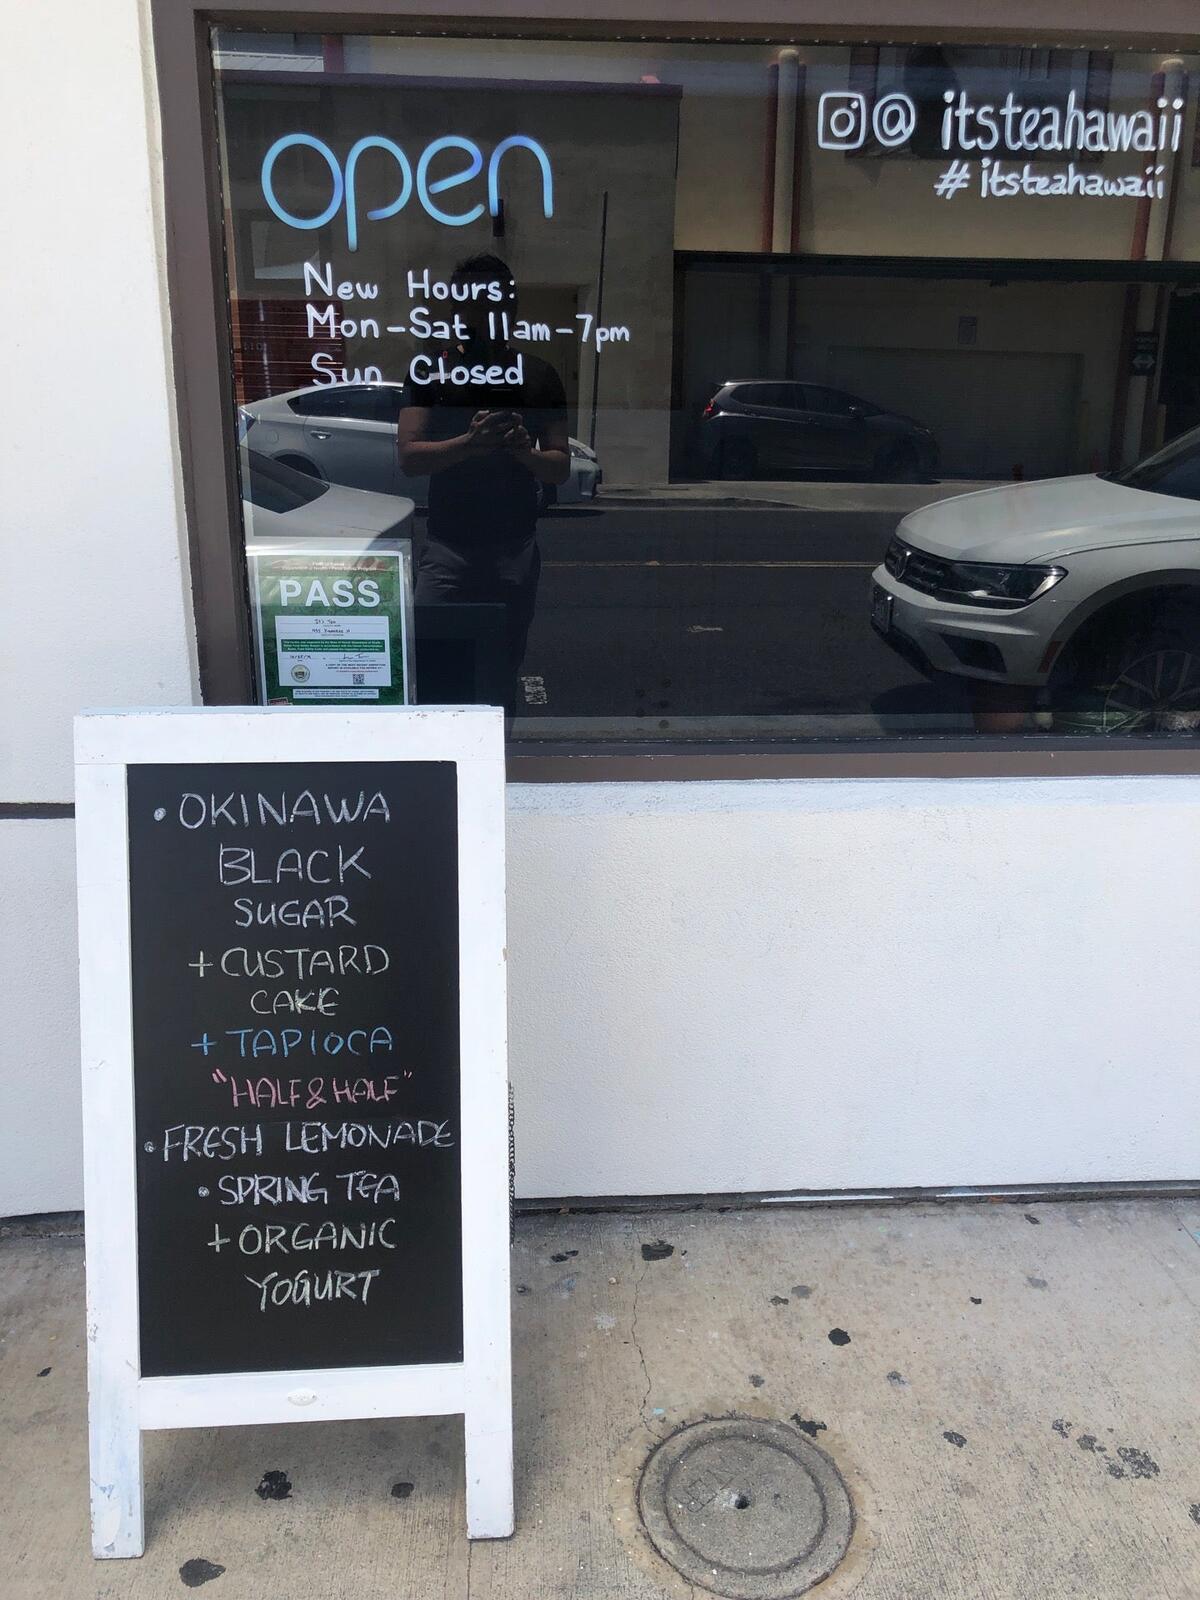 open
@ itsteahawaii
# itsteahawaii
New Hours:
Mon-Sat 11am-7pm
Sun Closed
PASS
• OKINAWA
BLACK
SUGAR
+ CUSTARD
CAKE
+ TAPIOCA
"HALF & HALF"
• FRESH LEMONADE
• SPRING TEA
+ ORGANIC
YOGURT